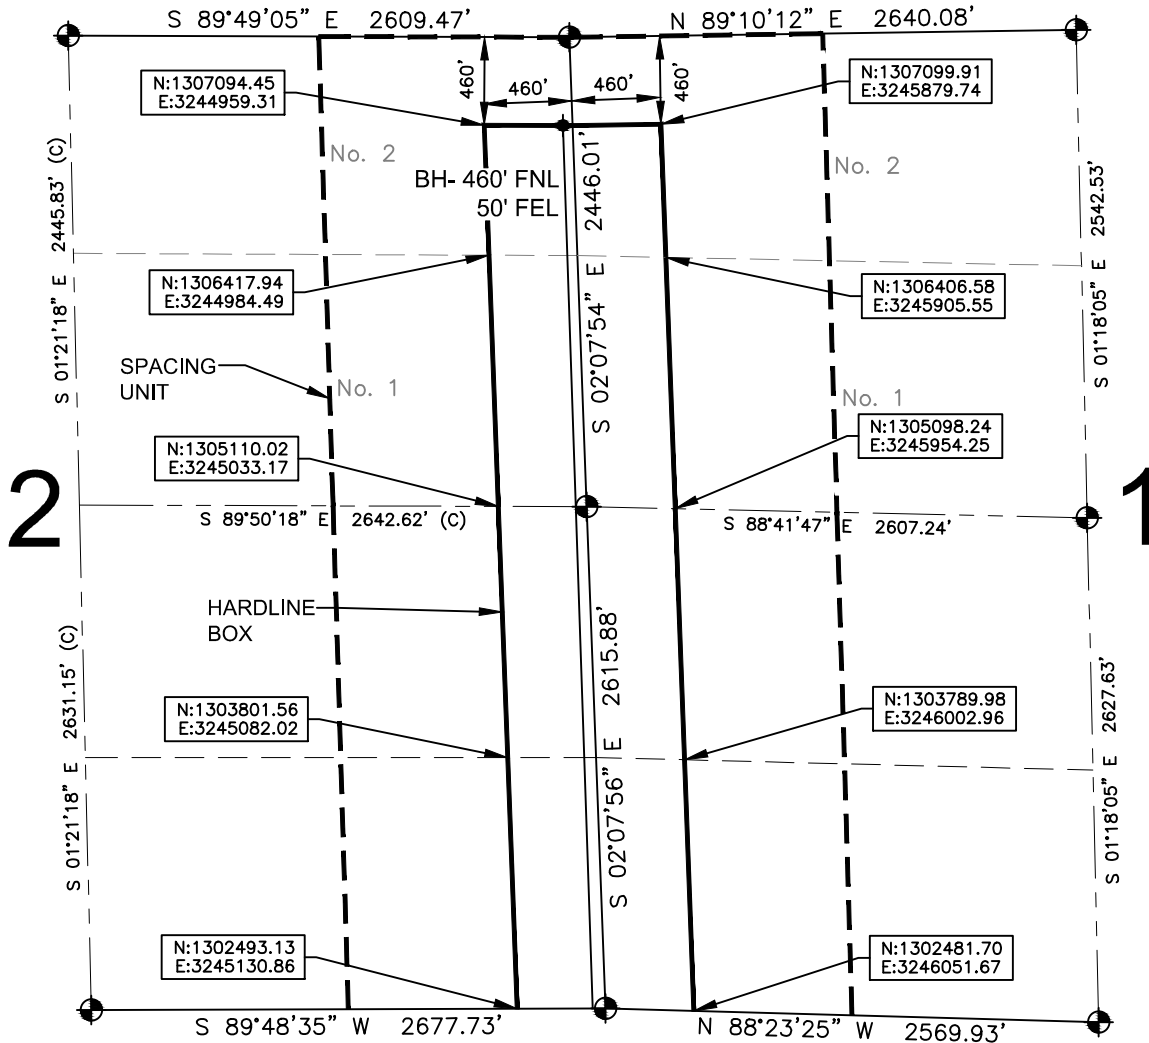 S 89°49'05" E 2609.47'
N 89°10'12" E 2640.08'
N:1307094.45
E:3244959.31
460'
460'
460'
460'
N:1307099.91
E:3245879.74
No. 2
No. 2
BH- 460' FNL
50' FEL
S 01°21'18" E 2445.83' (C)
S 02°07'54" E 2446.01'
S 01°18'05" E 2542.53'
N:1306417.94
E:3244984.49
N:1306406.58
E:3245905.55
SPACING
UNIT
No. 1
No. 1
N:1305110.02
E:3245033.17
N:1305098.24
E:3245954.25
2
1
S 89°50'18" E 2642.62' (C)
S 88°41'47" E 2607.24'
HARDLINE
BOX
S 01°21'18" E 2631.15' (C)
S 02°07'56" E 2615.88'
S 01°18'05" E 2627.63'
N:1303801.56
E:3245082.02
N:1303789.98
E:3246002.96
N:1302493.13
E:3245130.86
N:1302481.70
E:3246051.67
S 89°48'35" W 2677.73'
N 88°23'25" W 2569.93'